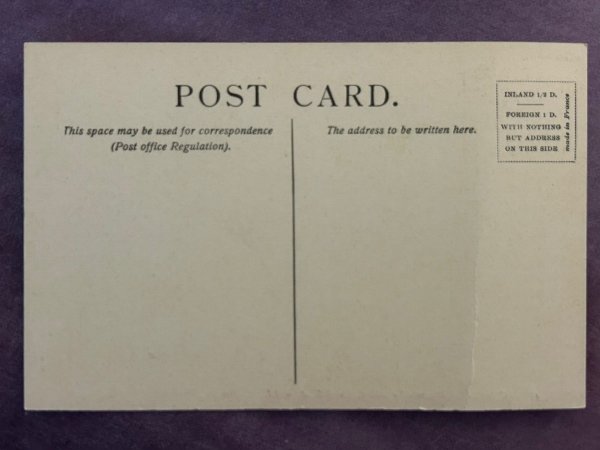 POST CARD.
This space may be used for correspondence
(Post office Regulation).
The address to be written here.
INLAND 1/2 D.
FOREIGN 1 D.
WITH NOTHING
BUT ADDRESS
ON THIS SIDE
made in France